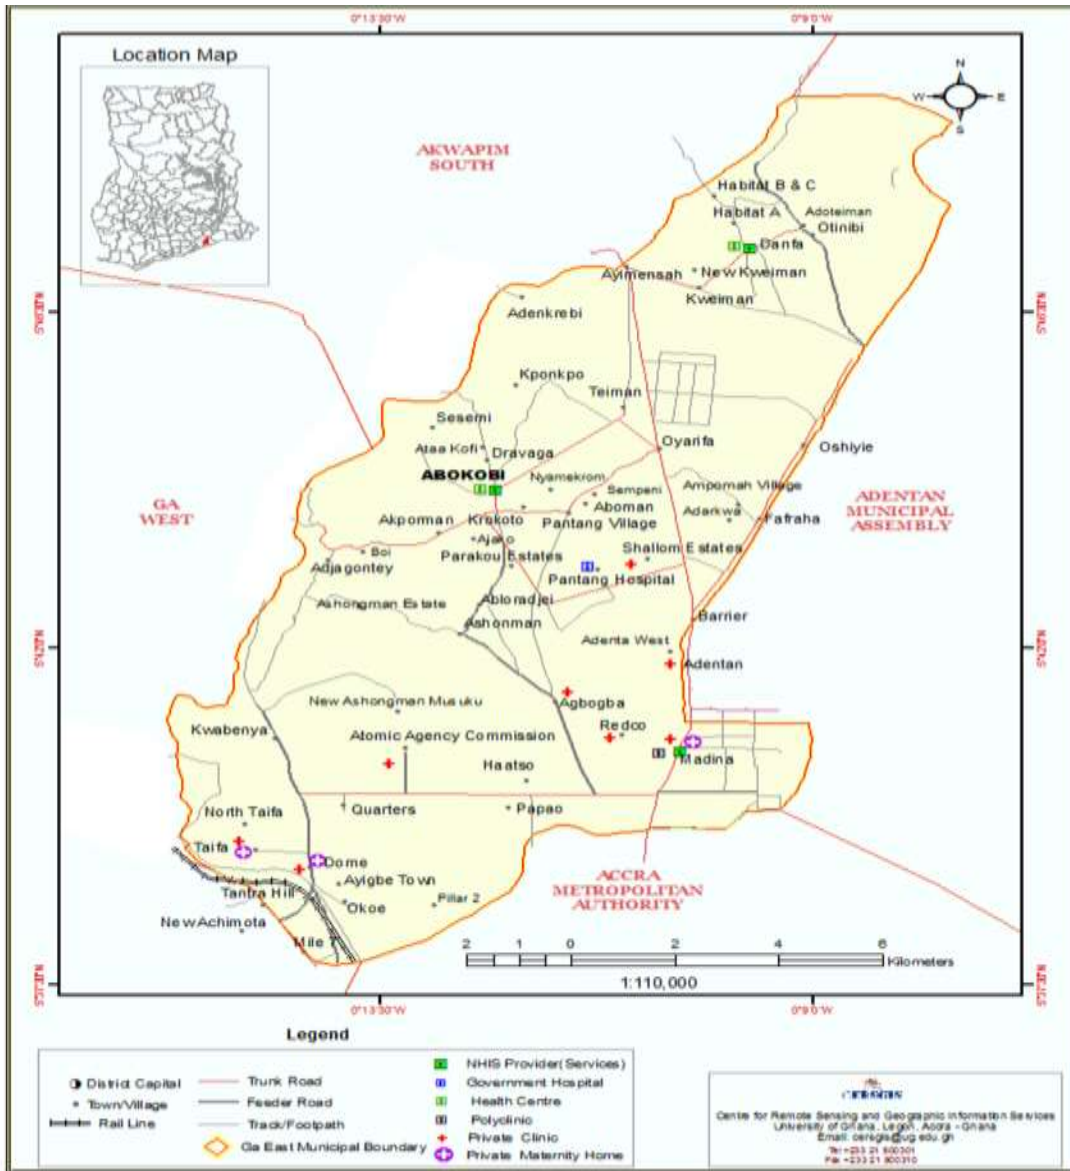 0°13'30"W
0°9'0"W
Location Map
N
W
E
S
AKWAPIM
SOUTH
Habitat B & C
Habitat A
Adoteiman
Otinibi
Danfa
Ayimensah
New Kweiman
Kweiman
Adenkrebi
Kponkpo
Teiman
Sesemi
Ataa Kofi
Dravaga
Oyarifa
Oshiyie
ABOKOBI
Nyamekrom
Sempeni
Ampomah Village
GA
WEST
ADENTAN
MUNICIPAL
ASSEMBLY
Aboman
Adarkwa
Fafraha
Akporman
Krokoto
Pantang Village
Ajako
Boi
Parakou Estates
Shallom Estates
Adjagontey
Pantang Hospital
Ashongman Estate
Abloradjei
Ashonman
Barrier
Adenta West
Adentan
New Ashongman Musuku
Agbogba
Kwabenya
Atomic Agency Commission
Redco
Haatso
Madina
North Taifa
Quarters
Papao
Taifa
Dome
ACCRA
METROPOLITAN
AUTHORITY
Ayigbe Town
Tantra Hill
Okoe
Pillar 2
New Achimota
Mile 7
2 1 0 2 4 6
Kilometers
1:110,000
0°13'30"W
0°9'0"W
Legend
District Capital
Town/Village
Rail Line
Trunk Road
Feeder Road
Track/Footpath
Ga East Municipal Boundary
NHIS Provider(Services)
Government Hospital
Health Centre
Polyclinic
Private Clinic
Private Maternity Home
CERSGIS
Centre for Remote Sensing and Geographic Information Services
University of Ghana, Legon, Accra - Ghana
Email: cersgis@ug.edu.gh